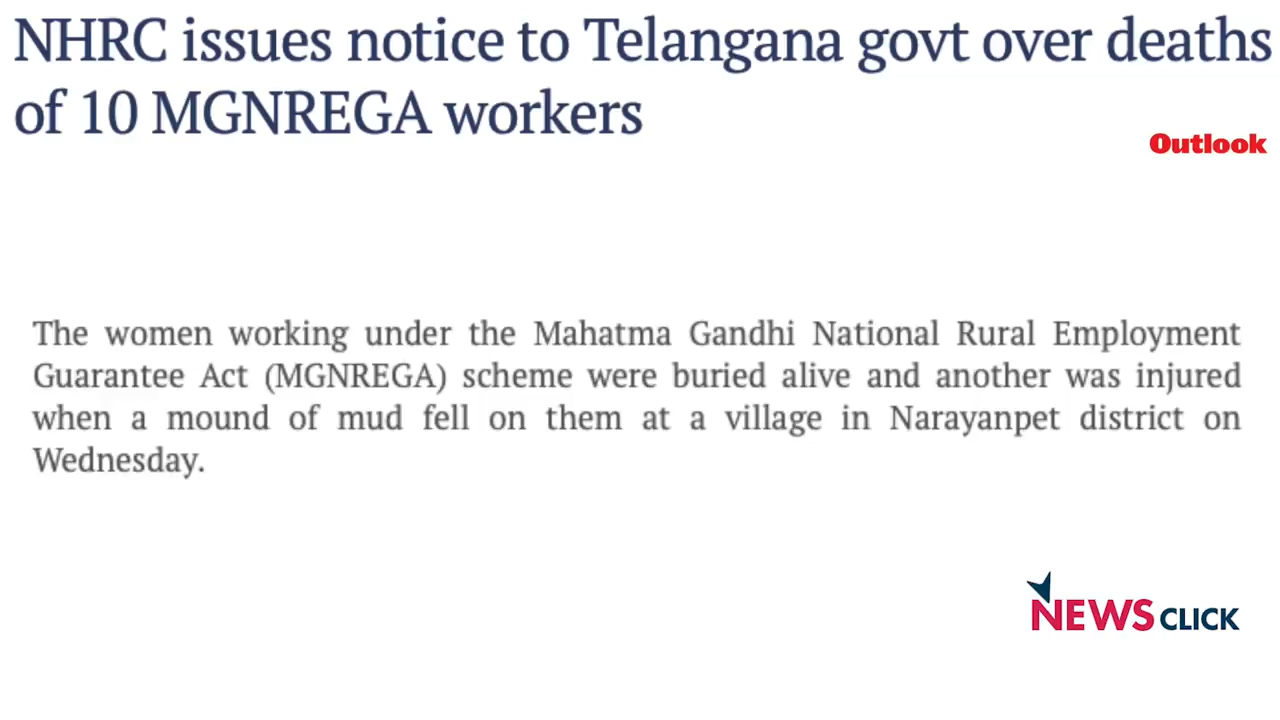 NHRC issues notice to Telangana govt over deaths
of 10 MGNREGA workers
Outlook
The women working under the Mahatma Gandhi National Rural Employment
Guarantee Act (MGNREGA) scheme were buried alive and another was injured
when a mound of mud fell on them at a village in Narayanpet district on
Wednesday.
NEWSCLICK